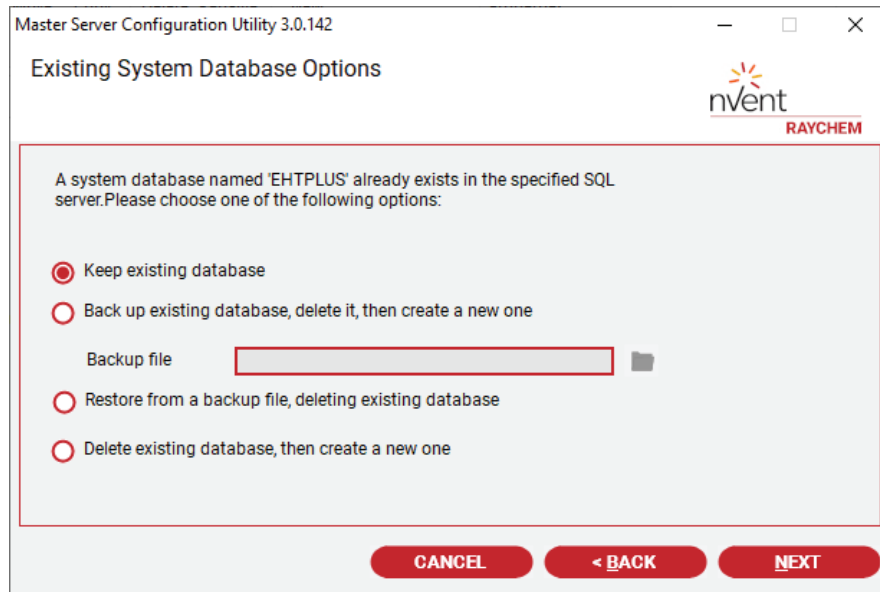 Master Server Configuration Utility 3.0.142
Existing System Database Options
nvent
RAYCHEM
A system database named 'EHTPLUS' already exists in the specified SQL
server.Please choose one of the following options:
Keep existing database
Back up existing database, delete it, then create a new one
Backup file
Restore from a backup file, deleting existing database
Delete existing database, then create a new one
CANCEL
< BACK
NEXT